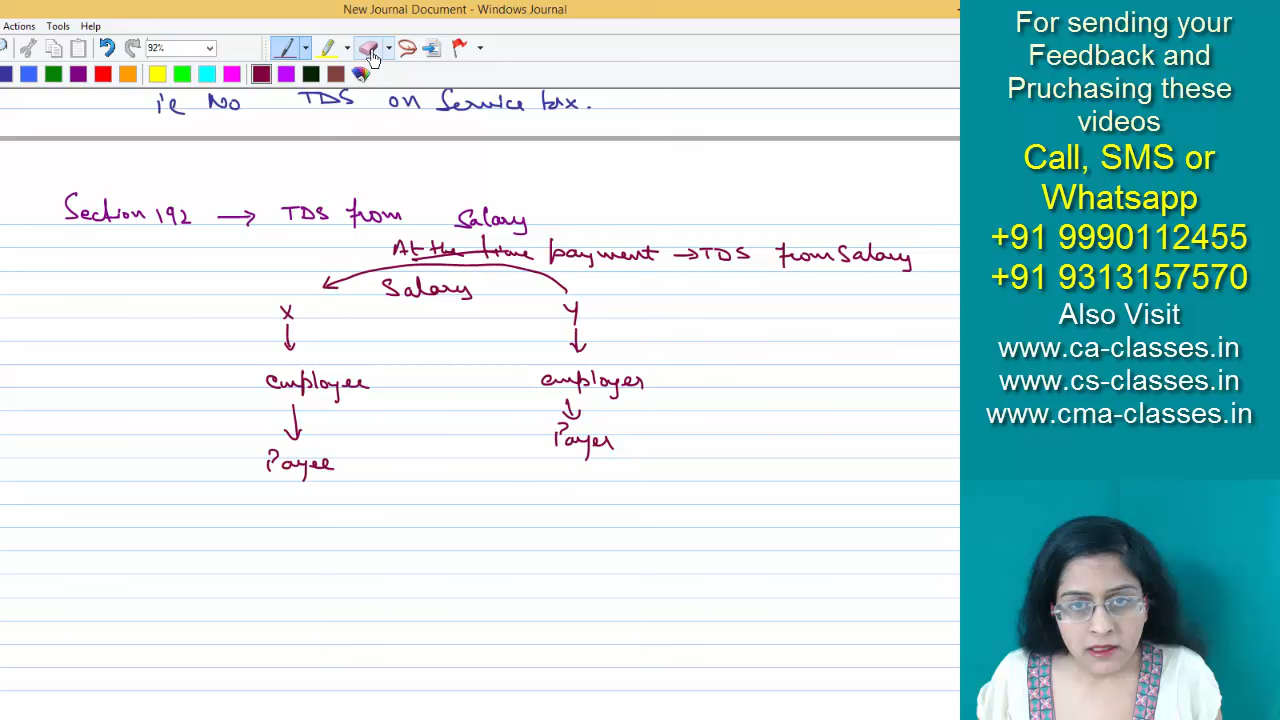 New Journal Document - Windows Journal
Actions Tools Help
92%
i.e No TDS on Service tax.
Section 192 → TDS from Salary
At the time payment → TDS from Salary
Salary
X Y
employee employer
Payee Payer
For sending your
Feedback and
Pruchasing these
videos
Call, SMS or
Whatsapp
+91 9990112455
+91 9313157570
Also Visit
www.ca-classes.in
www.cs-classes.in
www.cma-classes.in